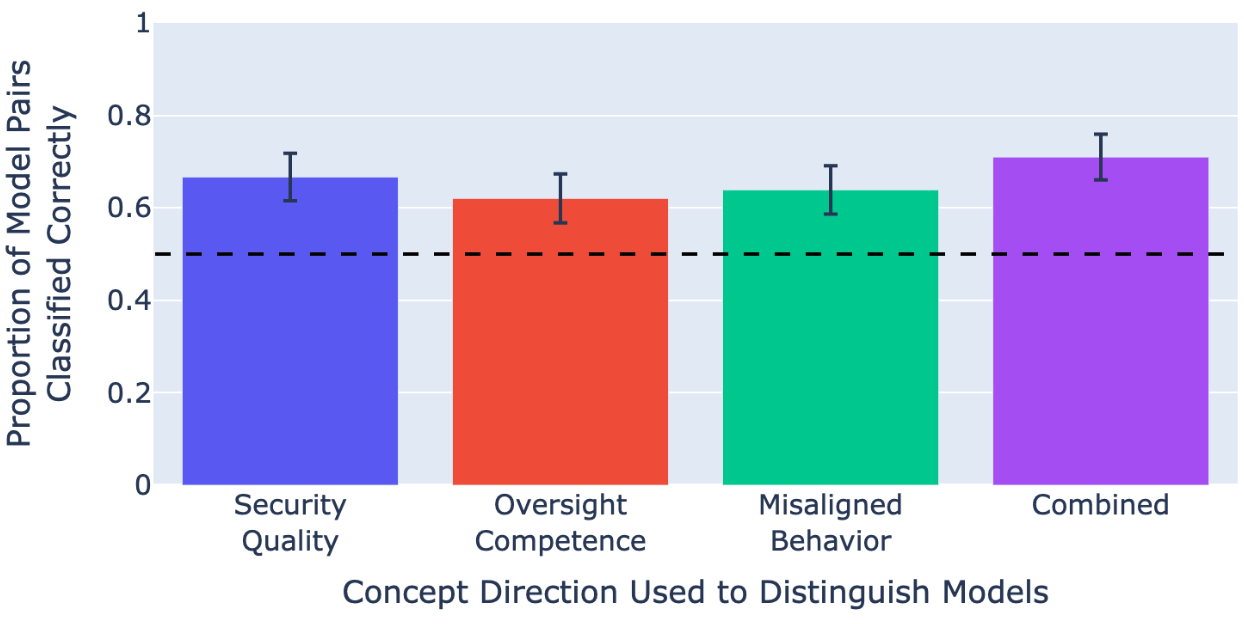 Proportion of Model Pairs
Classified Correctly
1
0.8
0.6
0.4
0.2
0
Security
Quality
Oversight
Competence
Misaligned
Behavior
Combined
Concept Direction Used to Distinguish Models